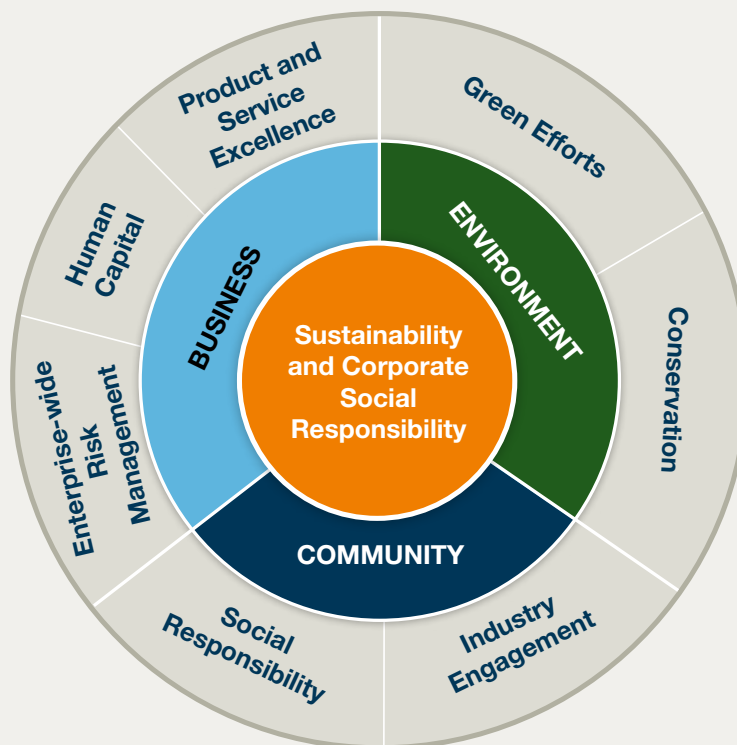 Sustainability
and Corporate
Social
Responsibility
BUSINESS
ENVIRONMENT
COMMUNITY
Product and
Service
Excellence
Green Efforts
Conservation
Industry
Engagement
Social
Responsibility
Enterprise-wide
Risk
Management
Human
Capital